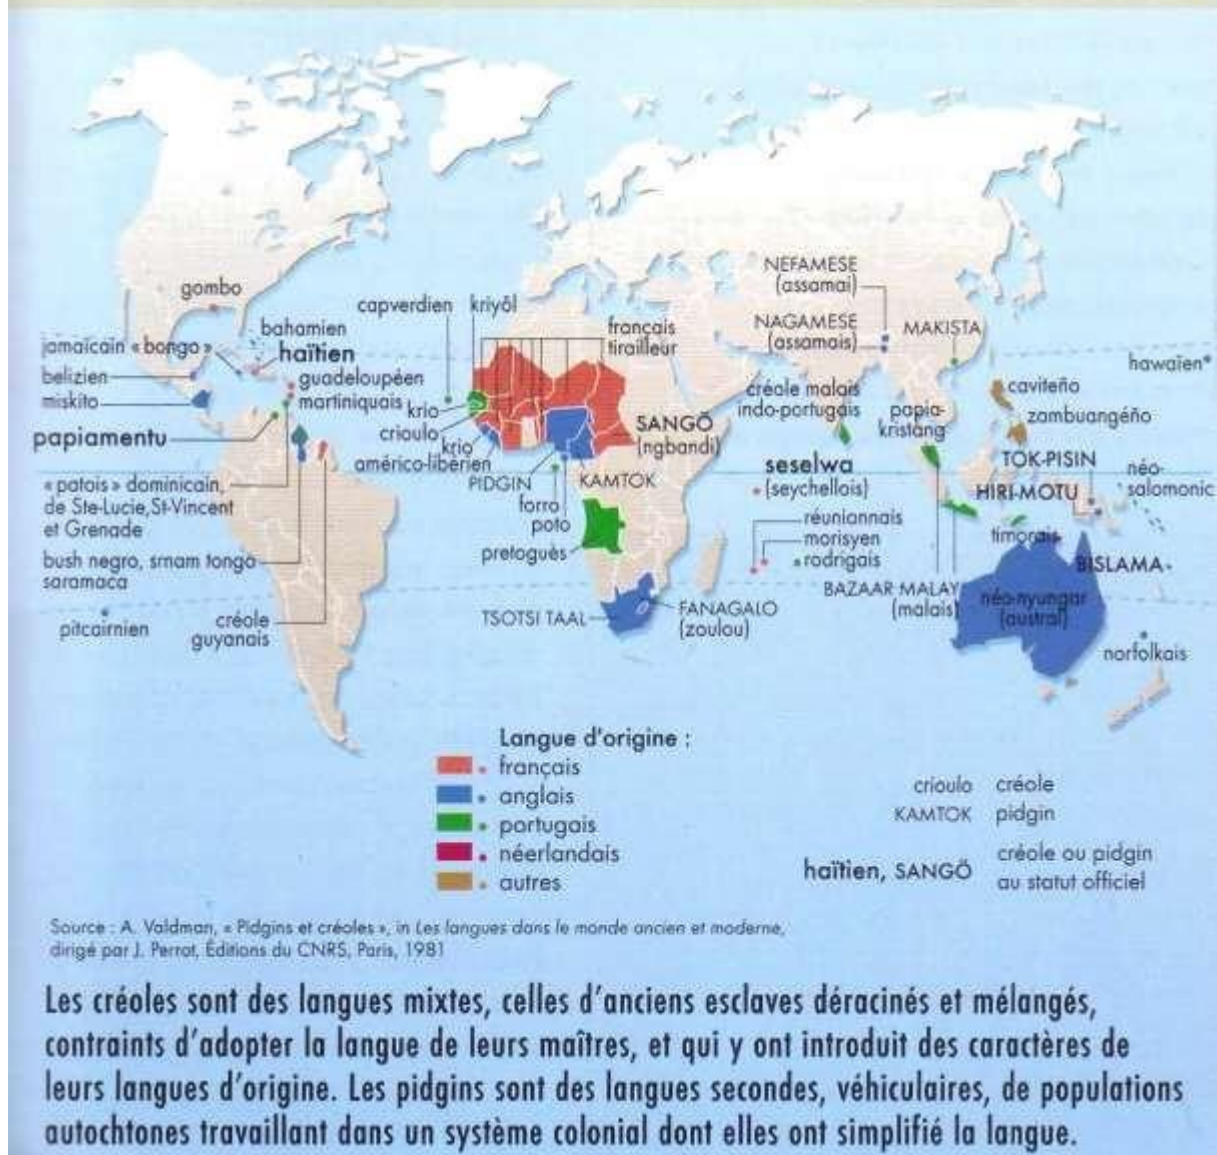 gombo
capverdien
kriyôl
bahamien
haïtien
français
tirailleur
NEFAMESE
(assamai)
NAGAMESE
(assamais)
MAKISTA
hawaïen
jamaïcain « bongo »
belizien
miskito
guadeloupéen
martiniquais
papiamentu
krio
crioulo
krio
américo-libérien
PIDGIN
KAMTOK
SANGÖ
(ngbandi)
créole malais
indo-portugais
papia-
kristang
caviteño
zambuangéño
TOK-PISIN
HIRI-MOTU
néo-
salomonic
seselwa
(seychellois)
« patois » dominicain,
de Ste-Lucie, St-Vincent
et Grenade
forro
poto
pretoguès
réuniannais
morisyen
rodrigais
timorais
BISLAMA
bush negro, srnam tongo
saramaca
BAZAAR MALAY
(malais)
néo-nyungar
(austral)
pitcairnien
créole
guyanais
TSOTSI TAAL
FANAGALO
(zoulou)
norfolkais
Langue d'origine :
français
anglais
portugais
néerlandais
autres
crioulo créole
KAMTOK pidgin
haïtien, SANGÖ créole ou pidgin
au statut officiel
Source : A. Valdman, « Pidgins et créoles », in Les langues dans le monde ancien et moderne,
dirigé par J. Perrot, Éditions du CNRS, Paris, 1981
Les créoles sont des langues mixtes, celles d'anciens esclaves déracinés et mélangés,
contraints d'adopter la langue de leurs maîtres, et qui y ont introduit des caractères de
leurs langues d'origine. Les pidgins sont des langues secondes, véhiculaires, de populations
autochtones travaillant dans un système colonial dont elles ont simplifié la langue.